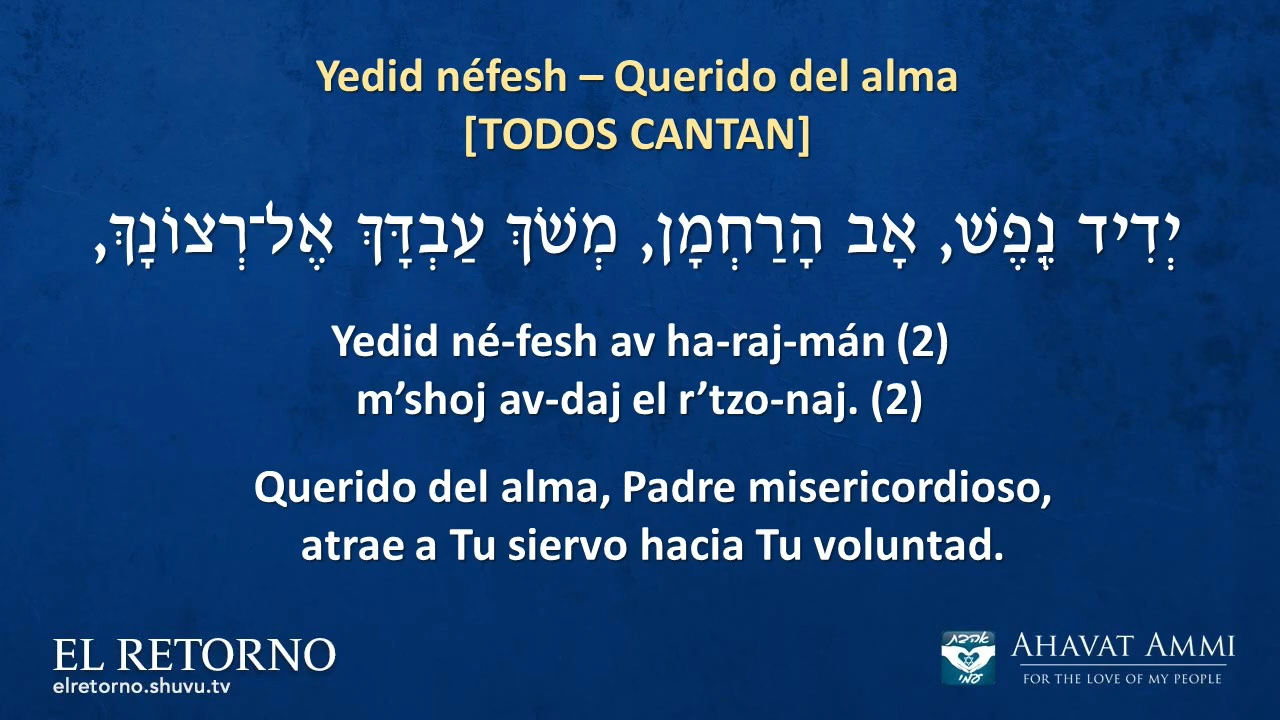 Yedid néfesh – Querido del alma
[TODOS CANTAN]
יְדִיד נֶֽפֶשׁ, אָב הָרַחְמָן, מְשֹׁךְ עַבְדָּךְ אֶל־רְצוֹנָךְ,
Yedid né-fesh av ha-raj-mán (2)
m’shoj av-daj el r’tzo-naj. (2)
Querido del alma, Padre misericordioso,
atrae a Tu siervo hacia Tu voluntad.
EL RETORNO
elretorno.shuvu.tv
אהבת
עמי
AHAVAT AMMI
FOR THE LOVE OF MY PEOPLE